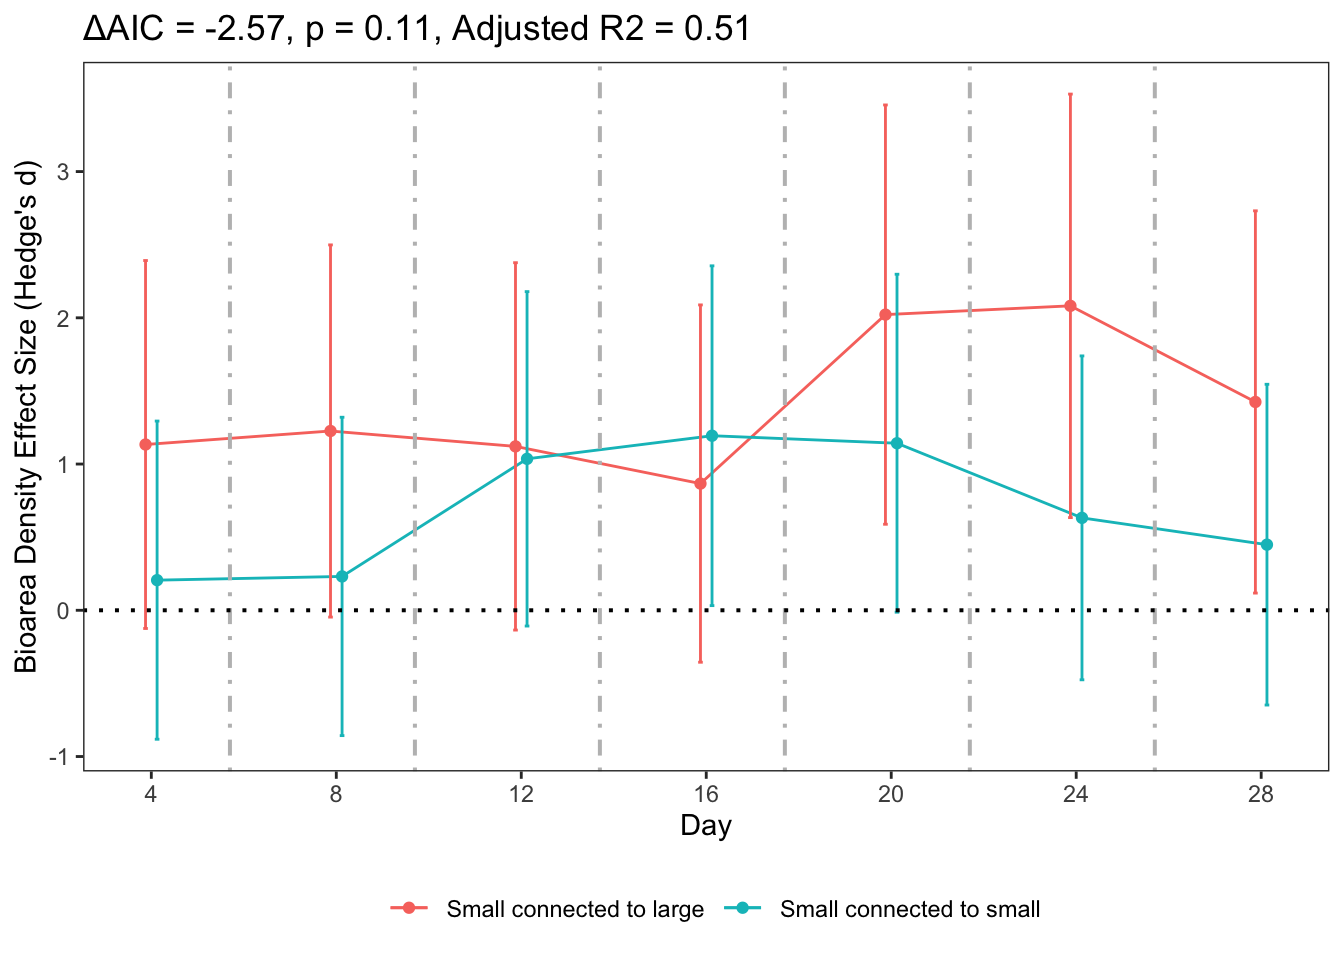 ΔAIC = -2.57, p = 0.11, Adjusted R2 = 0.51
Bioarea Density Effect Size (Hedge's d)
3
2
1
0
-1
4 8 12 16 20 24 28
Day
Small connected to large Small connected to small